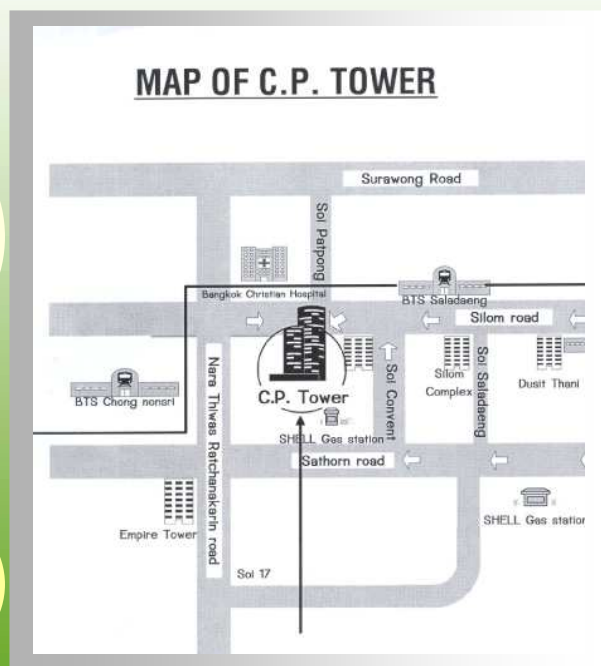 MAP OF C.P. TOWER
Surawong Road
Soi Patpong
Bangkok Christian Hospital
BTS Saladaeng
Silom road
BTS Chong nonsri
Nara Thiwas Ratchanakarin road
C.P. Tower
Soi Convent
Silom
Complex
Soi Saladaeng
Dusit Thani
SHELL Gas station
Sathorn road
Empire Tower
SHELL Gas station
Soi 17